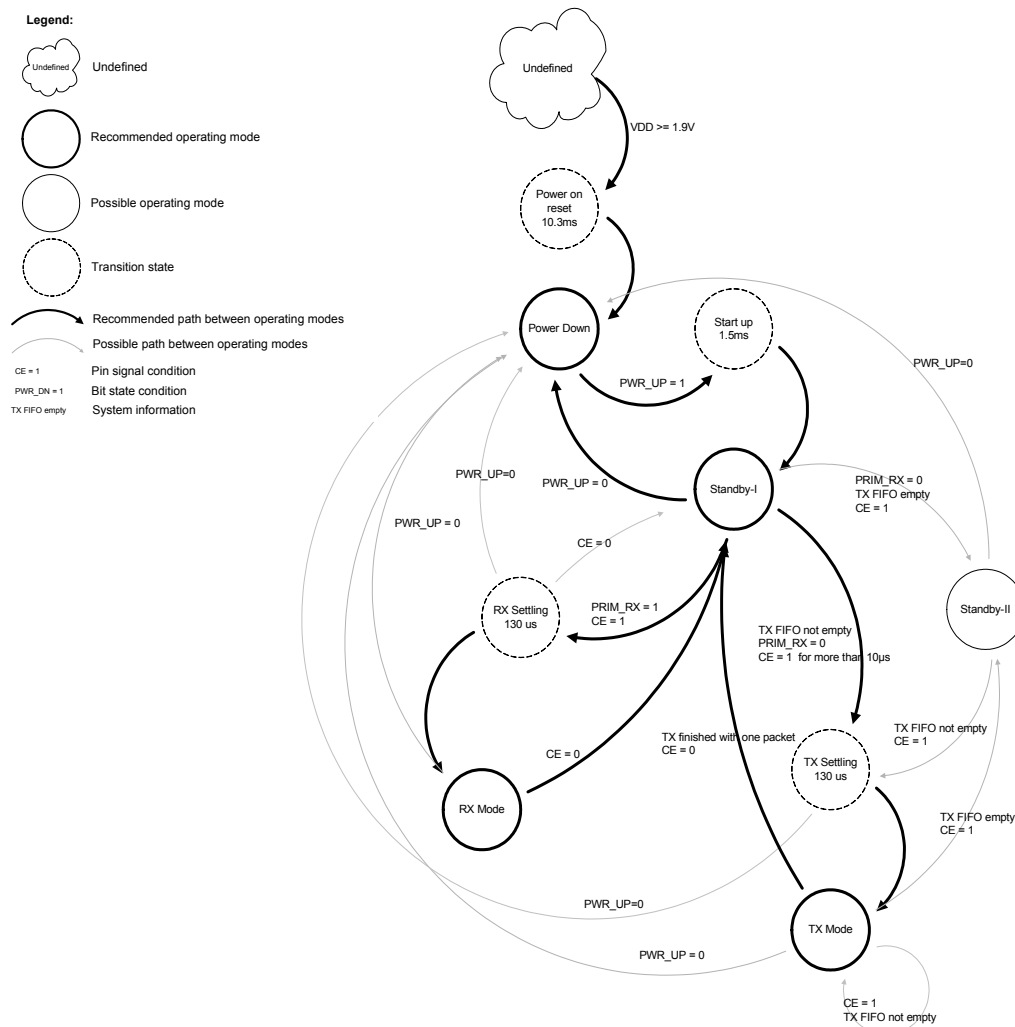 Legend:
Undefined
Undefined
Recommended operating mode
Possible operating mode
Transition state
Recommended path between operating modes
Possible path between operating modes
CE = 1
Pin signal condition
PWR_DN = 1
Bit state condition
TX FIFO empty
System information
Undefined
VDD >= 1.9V
Power on
reset
10.3ms
Power Down
Start up
1.5ms
PWR_UP=0
PWR_UP = 1
PWR_UP=0
PWR_UP = 0
Standby-I
PRIM_RX = 0
TX FIFO empty
CE = 1
PWR_UP = 0
CE = 0
RX Settling
130 us
PRIM_RX = 1
CE = 1
Standby-II
TX FIFO not empty
PRIM_RX = 0
CE = 1 for more than 10µs
TX FIFO not empty
CE = 1
TX finished with one packet
CE = 0
CE = 0
TX Settling
130 us
RX Mode
TX FIFO empty
CE = 1
PWR_UP=0
TX Mode
PWR_UP = 0
CE = 1
TX FIFO not empty